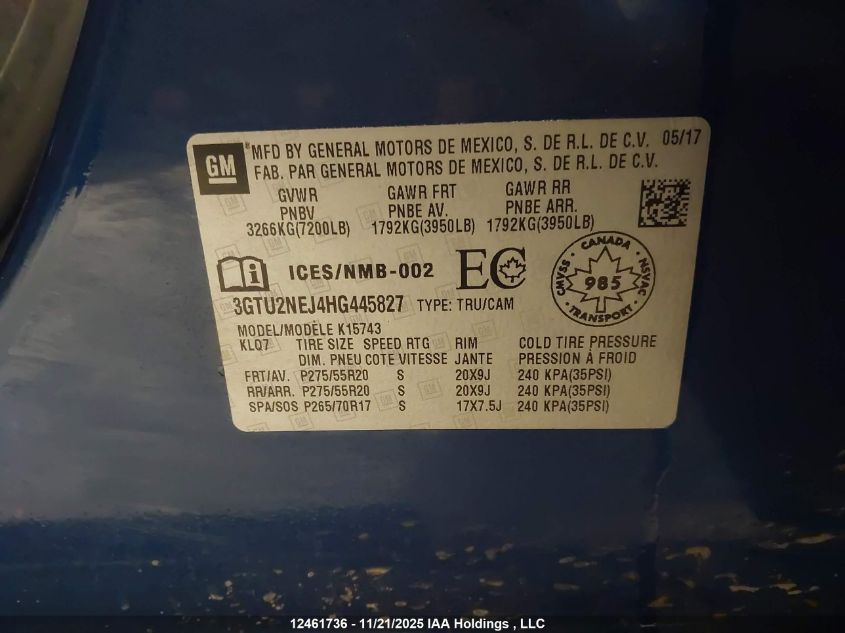 GM
®MFD BY GENERAL MOTORS DE MEXICO, S. DE R.L. DE C.V. 05/17
FAB. PAR GENERAL MOTORS DE MEXICO, S. DE R.L. DE C.V.
GVWR GAWR FRT GAWR RR
PNBV PNBE AV. PNBE ARR.
3266KG(7200LB) 1792KG(3950LB) 1792KG(3950LB)
i ICES/NMB-002 EC CANADA CMVSS 985 NSVAC TRANSPORT
3GTU2NEJ4HG445827 TYPE: TRU/CAM
MODEL/MODÈLE K15743
KLQ7 TIRE SIZE SPEED RTG RIM COLD TIRE PRESSURE
DIM. PNEU COTE VITESSE JANTE PRESSION À FROID
FRT/AV. P275/55R20 S 20X9J 240 KPA(35PSI)
RR/ARR. P275/55R20 S 20X9J 240 KPA(35PSI)
SPA/SOS P265/70R17 S 17X7.5J 240 KPA(35PSI)
12461736 - 11/21/2025 IAA Holdings , LLC